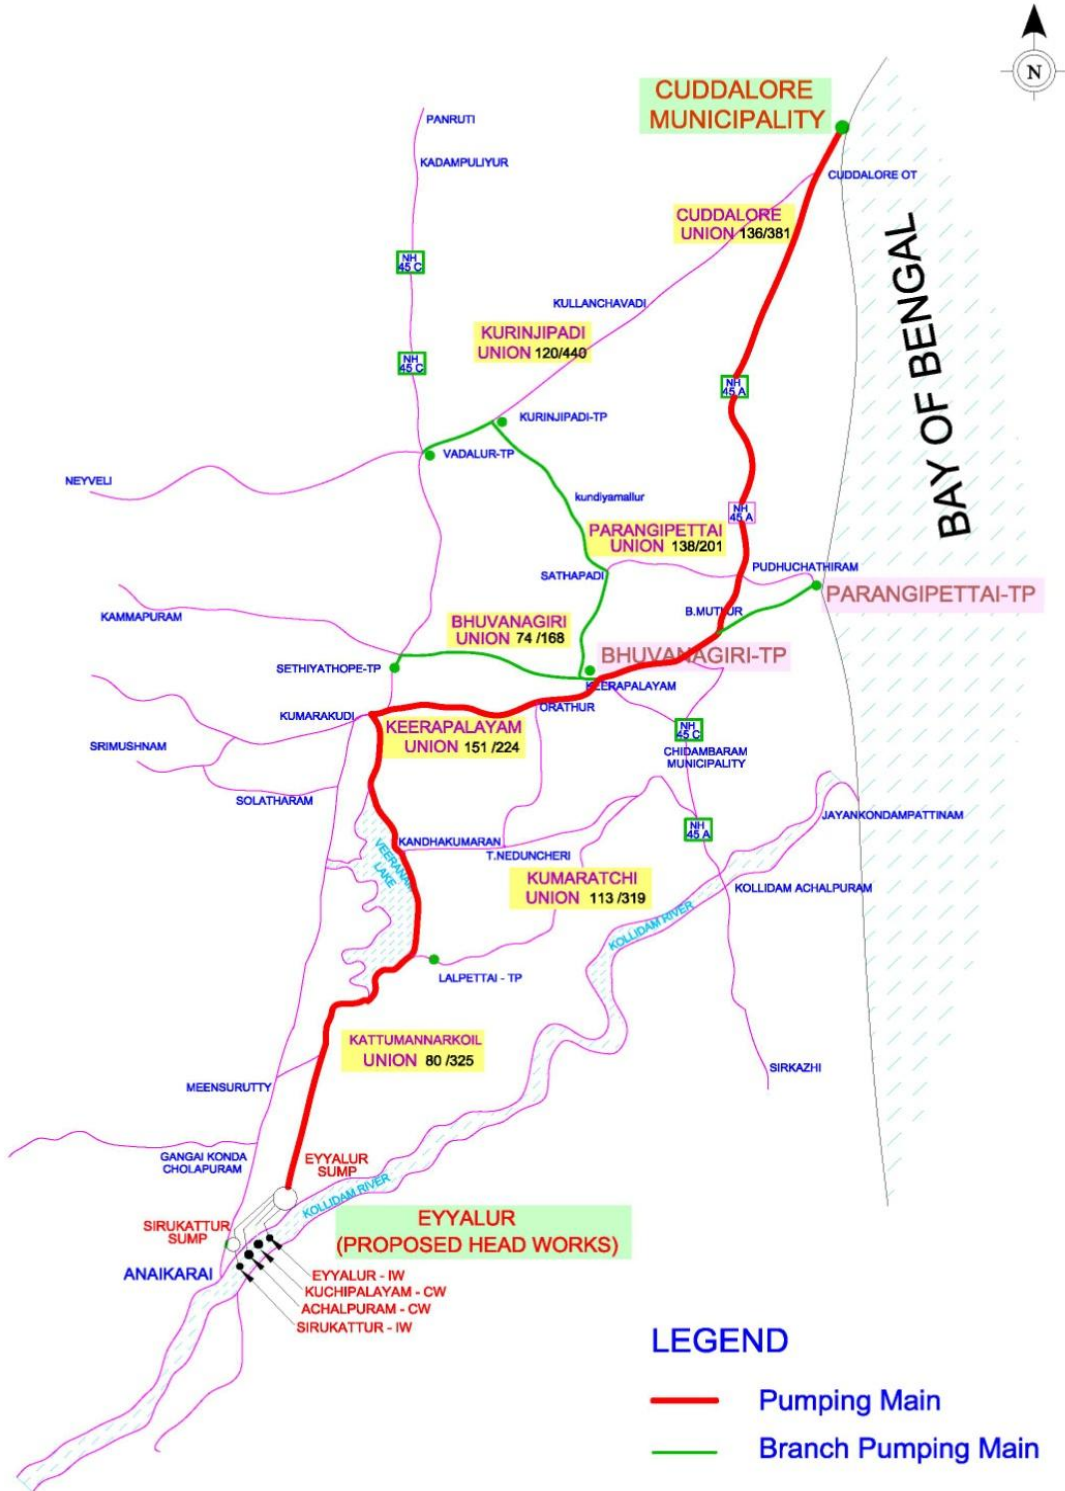 N
CUDDALORE
MUNICIPALITY
PANRUTI
KADAMPULIYUR
CUDDALORE OT
CUDDALORE
UNION 136/381
NH
45 C
KULLANCHAVADI
KURINJIPADI
UNION 120/440
NH
45 C
NH
45 A
BAY OF BENGAL
KURINJIPADI-TP
VADALUR-TP
NEYVELI
kundiyamallur
NH
45 A
PARANGIPETTAI
UNION 138/201
PUDHUCHATHIRAM
SATHAPADI
PARANGIPETTAI-TP
B.MUTLUR
KAMMAPURAM
BHUVANAGIRI
UNION 74 /168
BHUVANAGIRI-TP
SETHIYATHOPE-TP
KEERAPALAYAM
ORATHUR
KUMARAKUDI
KEERAPALAYAM
UNION 151 /224
NH
45 C
SRIMUSHNAM
CHIDAMBARAM
MUNICIPALITY
SOLATHARAM
JAYANKONDAMPATTINAM
NH
45 A
KANDHAKUMARAN
VEERANAM
LAKE
T.NEDUNCHERI
KUMARATCHI
UNION 113 /319
KOLLIDAM ACHALPURAM
KOLLIDAM RIVER
LALPETTAI - TP
KATTUMANNARKOIL
UNION 80 /325
SIRKAZHI
MEENSURUTTY
GANGAI KONDA
CHOLAPURAM
EYYALUR
SUMP
KOLLIDAM RIVER
SIRUKATTUR
SUMP
EYYALUR
(PROPOSED HEAD WORKS)
ANAIKARAI
EYYALUR - IW
KUCHIPALAYAM - CW
ACHALPURAM - CW
SIRUKATTUR - IW
LEGEND
Pumping Main
Branch Pumping Main